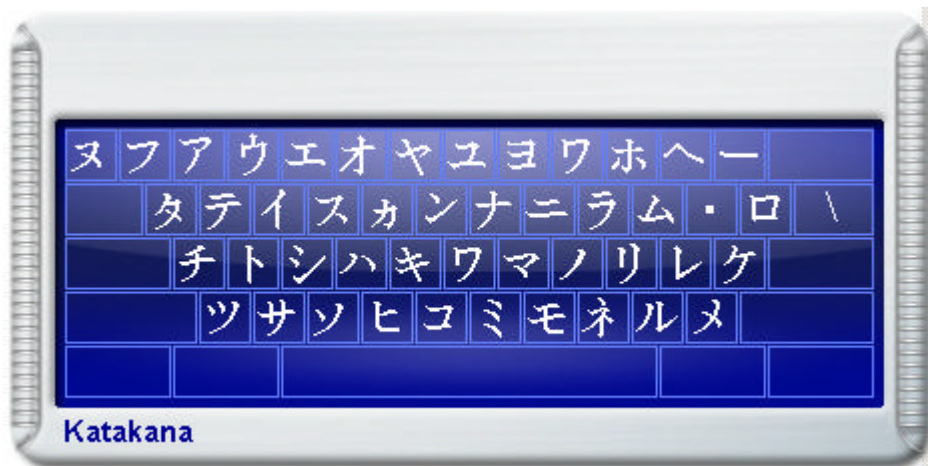 ヌ フ ア ウ エ オ ヤ ユ ヨ ワ ホ ヘ ー
タ テ イ ス ヵ ン ナ ニ ラ ム ・ ロ \
チ ト シ ハ キ ワ マ ノ リ レ ケ
ツ サ ソ ヒ コ ミ モ ネ ル メ
Katakana